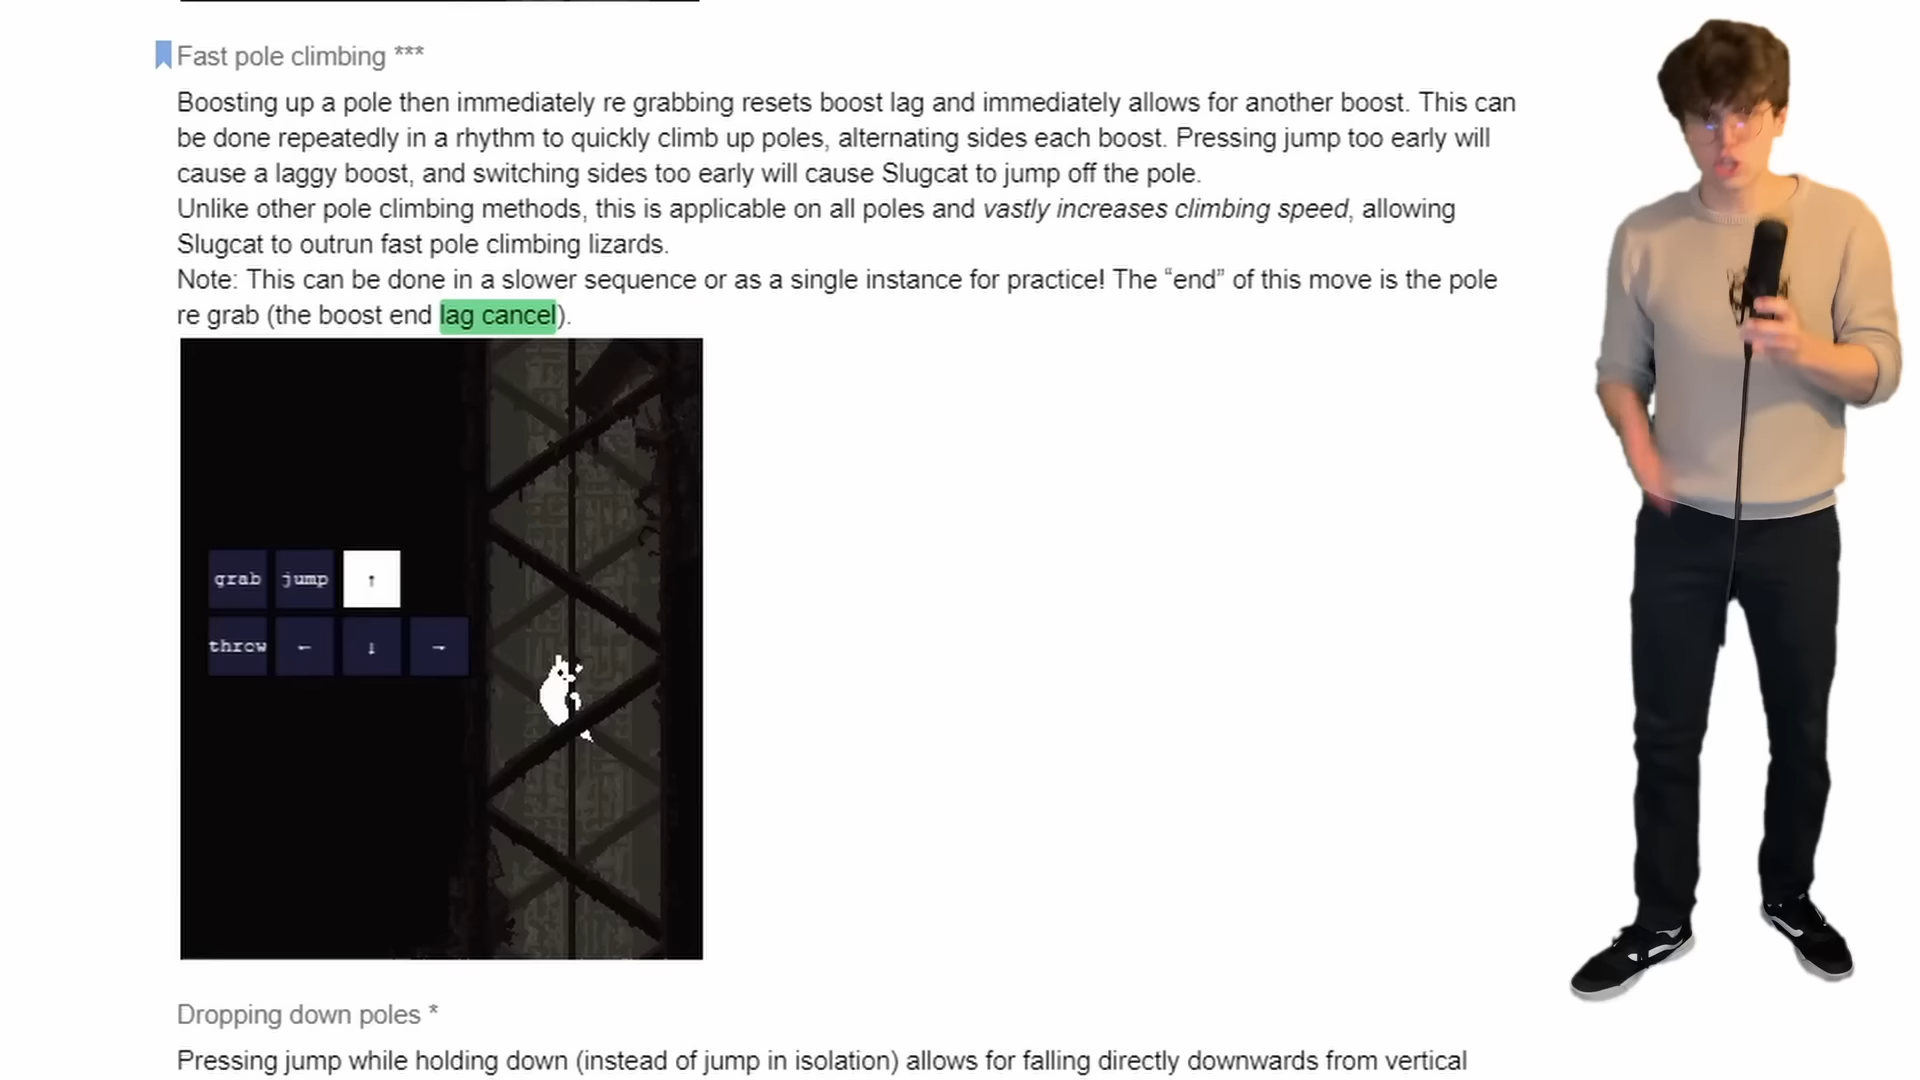 Fast pole climbing ***
Boosting up a pole then immediately re grabbing resets boost lag and immediately allows for another boost. This can
be done repeatedly in a rhythm to quickly climb up poles, alternating sides each boost. Pressing jump too early will
cause a laggy boost, and switching sides too early will cause Slugcat to jump off the pole.
Unlike other pole climbing methods, this is applicable on all poles and vastly increases climbing speed, allowing
Slugcat to outrun fast pole climbing lizards.
Note: This can be done in a slower sequence or as a single instance for practice! The “end” of this move is the pole
re grab (the boost end lag cancel).
grab jump ↑
throw ← ↓ →
Dropping down poles *
Pressing jump while holding down (instead of jump in isolation) allows for falling directly downwards from vertical